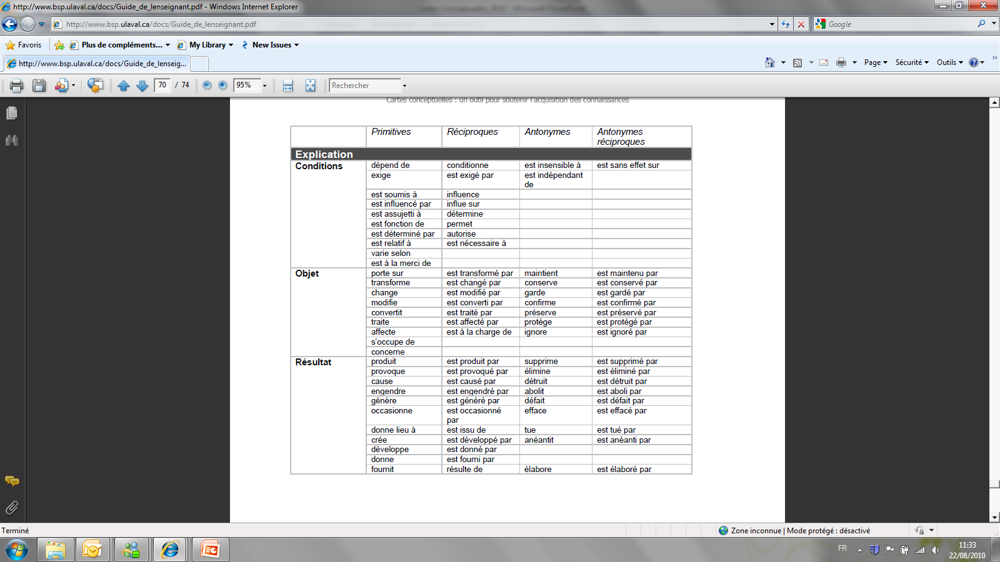 http://www.bsp.ulaval.ca/docs/Guide_de_lenseignant.pdf - Windows Internet Explorer
http://www.bsp.ulaval.ca/docs/Guide_de_lenseignant.pdf
Google
Favoris
Plus de compléments...
My Library
New Issues
http://www.bsp.ulaval.ca/docs/Guide_de_lenseig...
Page
Sécurité
Outils
70 / 74
95%
Rechercher
Cartes conceptuelles : un outil pour soutenir l'acquisition des connaissances
Primitives Réciproques Antonymes Antonymes
réciproques
Explication
Conditions dépend de conditionne est insensible à est sans effet sur
exige est exigé par est indépendant
de
est soumis à influence
est influencé par influe sur
est assujetti à détermine
est fonction de permet
est déterminé par autorise
est relatif à est nécessaire à
varie selon
est à la merci de
Objet porte sur est transformé par maintient est maintenu par
transforme est changé par conserve est conservé par
change est modifié par garde est gardé par
modifie est converti par confirme est confirmé par
convertit est traité par préserve est préservé par
traite est affecté par protège est protégé par
affecte est à la charge de ignore est ignoré par
s'occupe de
concerne
Résultat produit est produit par supprime est supprimé par
provoque est provoqué par élimine est éliminé par
cause est causé par détruit est détruit par
engendre est engendré par abolit est aboli par
génère est généré par défait est défait par
occasionne est occasionné efface est effacé par
par
donne lieu à est issu de tue est tué par
crée est développé par anéantit est anéanti par
développe est donné par
donne est fourni par
fournit résulte de élabore est élaboré par
Terminé
Zone inconnue | Mode protégé : désactivé
FR
11:33
22/08/2010